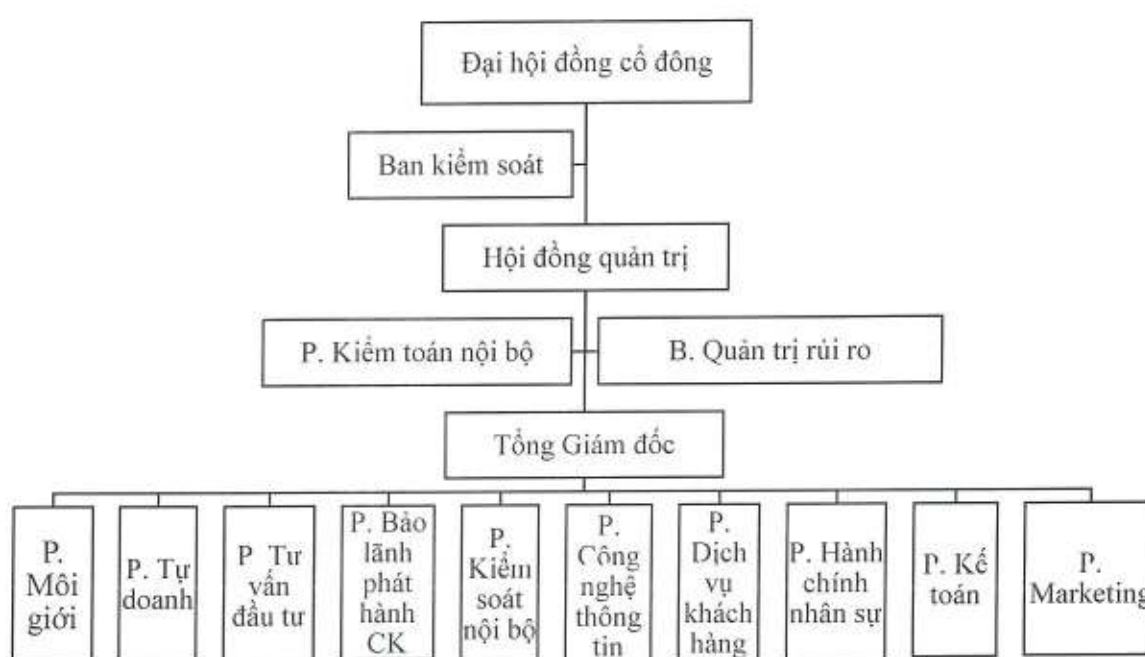 Đại hội đồng cổ đông
Ban kiểm soát
Hội đồng quản trị
P. Kiểm toán nội bộ
B. Quản trị rủi ro
Tổng Giám đốc
P.
Môi
giới
P. Tự
doanh
P Tư
vấn
đầu tư
P. Bảo
lãnh
phát
hành
CK
P.
Kiểm
soát
nội bộ
P.
Công
nghệ
thông
tin
P.
Dịch
vụ
khách
hàng
P. Hành
chính
nhân sự
P. Kế
toán
P.
Marketing